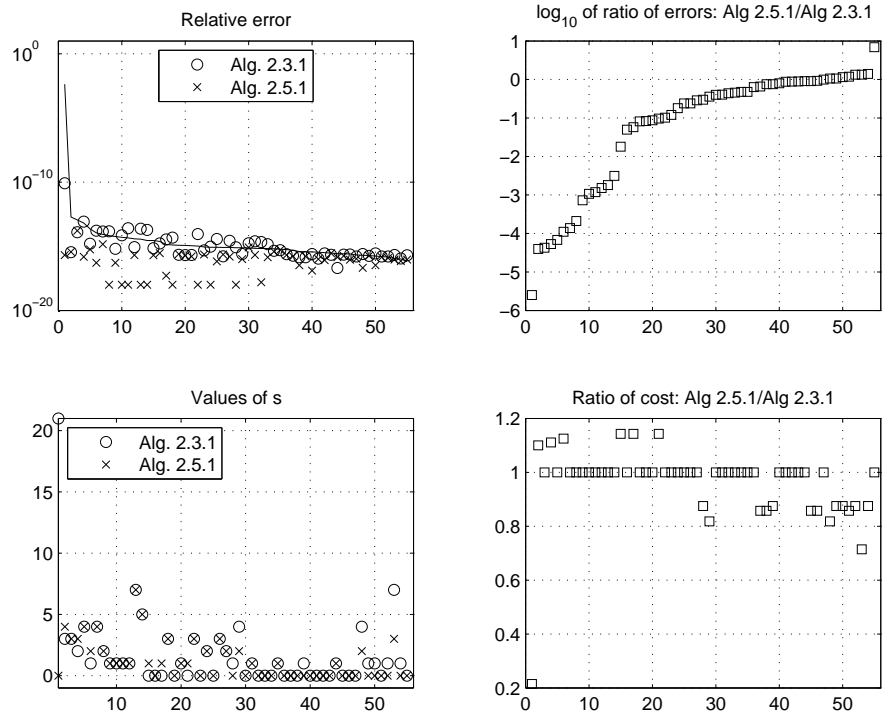 Relative error
10^0
10^−10
10^−20
Alg. 2.3.1
Alg. 2.5.1
0 10 20 30 40 50
log_10 of ratio of errors: Alg 2.5.1/Alg 2.3.1
1
0
−1
−2
−3
−4
−5
−6
0 10 20 30 40 50
Values of s
20
15
10
5
0
Alg. 2.3.1
Alg. 2.5.1
10 20 30 40 50
Ratio of cost: Alg 2.5.1/Alg 2.3.1
1.2
1
0.8
0.6
0.4
0.2
0 10 20 30 40 50